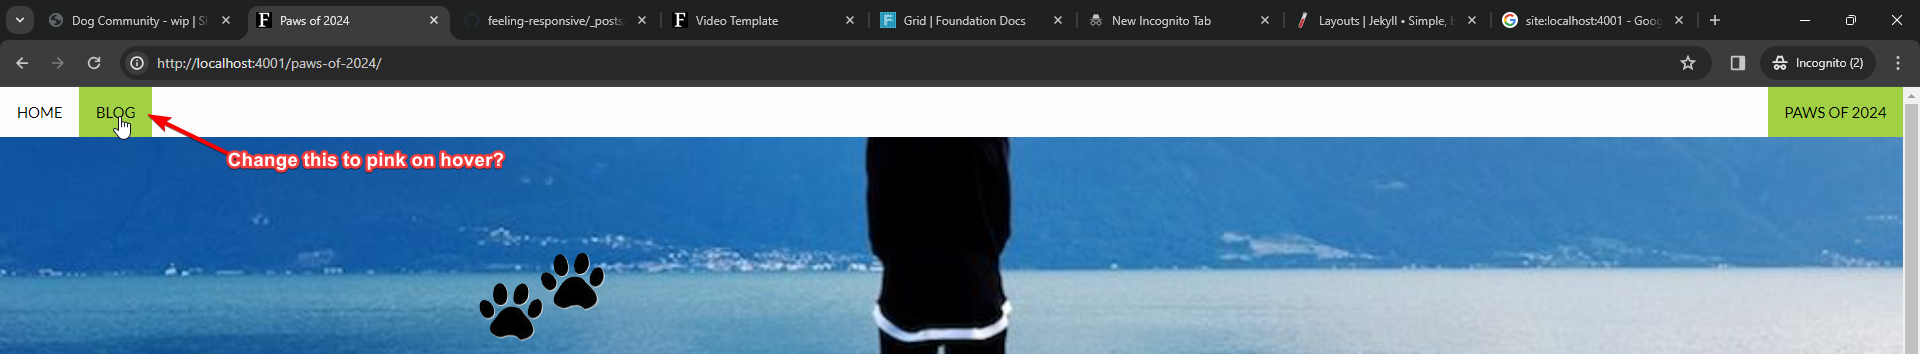 Dog Community - wip | S
Paws of 2024
feeling-responsive/_posts
Video Template
Grid | Foundation Docs
New Incognito Tab
Layouts | Jekyll • Simple,
site:localhost:4001 - Goog
http://localhost:4001/paws-of-2024/
Incognito (2)
HOME
BLOG
PAWS OF 2024
Change this to pink on hover?